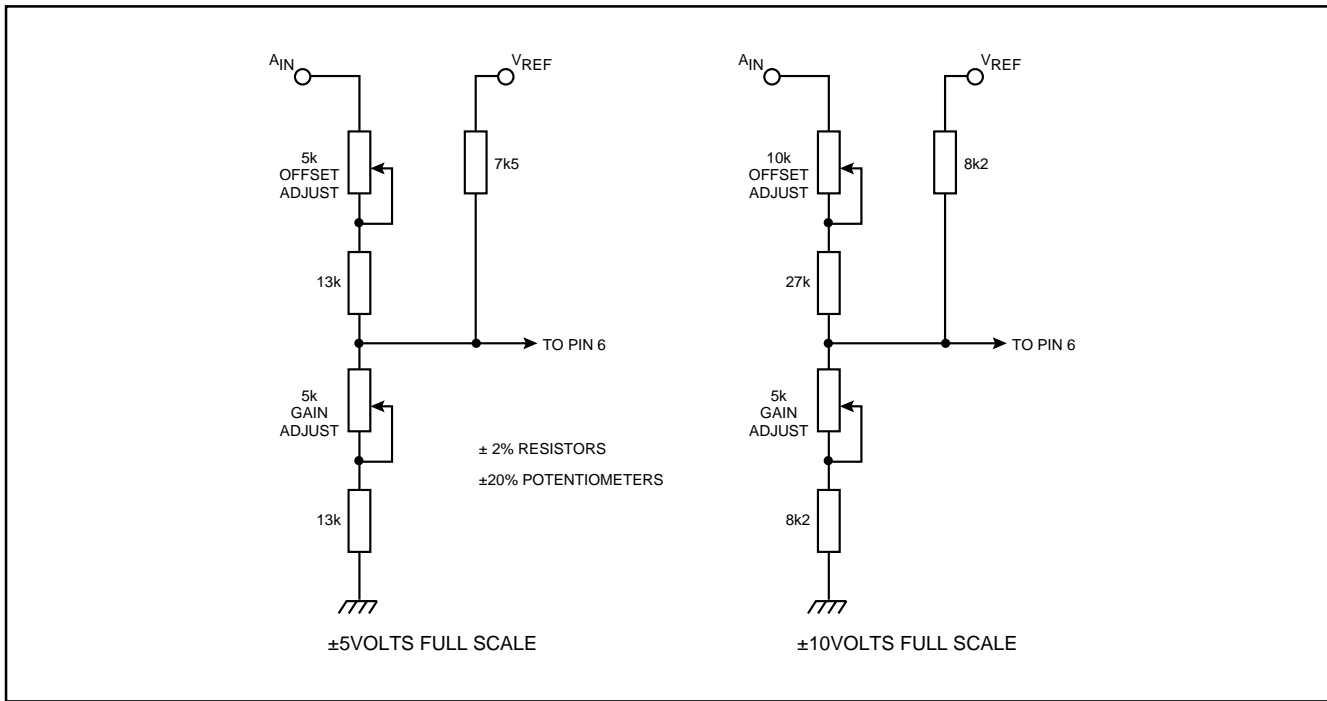 AIN
VREF
5k
OFFSET
ADJUST
7k5
13k
TO PIN 6
5k
GAIN
ADJUST
± 2% RESISTORS
±20% POTENTIOMETERS
13k
±5VOLTS FULL SCALE
AIN
VREF
10k
OFFSET
ADJUST
8k2
27k
TO PIN 6
5k
GAIN
ADJUST
8k2
±10VOLTS FULL SCALE